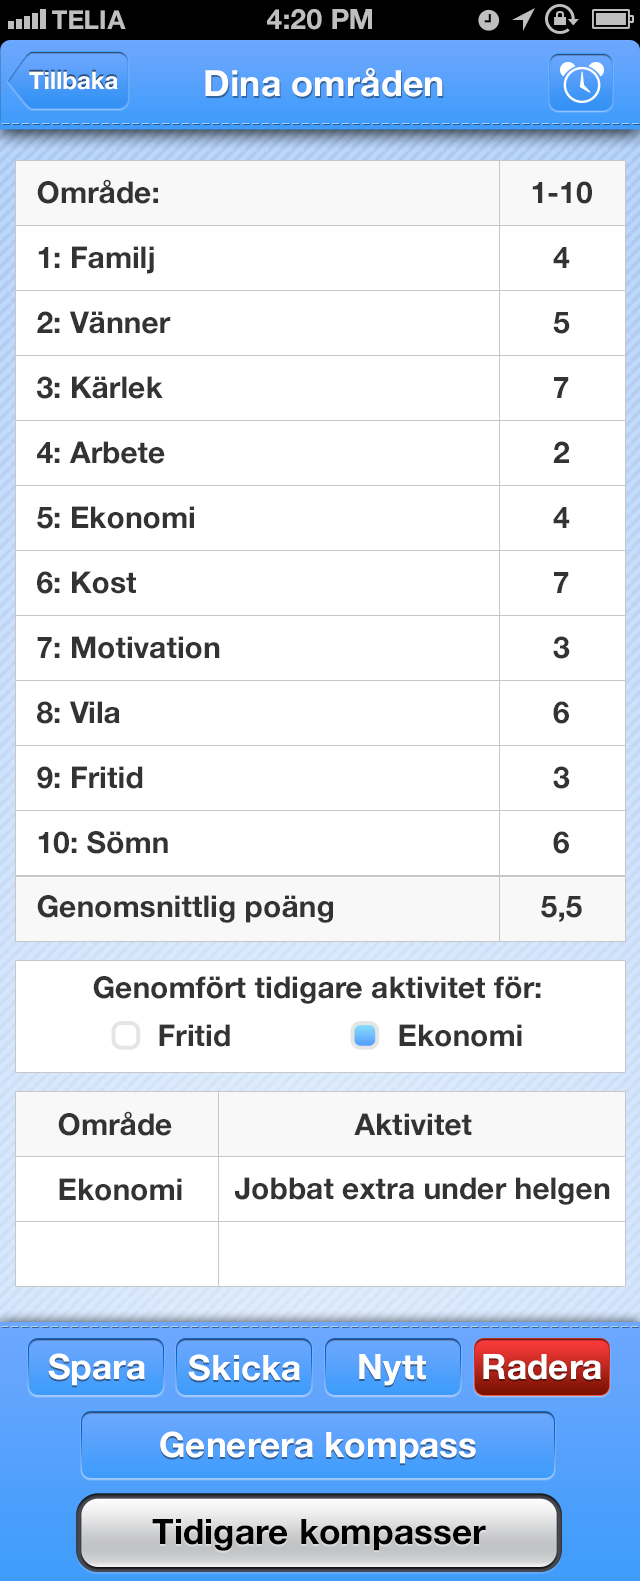 TELIA 4:20 PM
Tillbaka Dina områden
Område: 1-10
1: Familj 4
2: Vänner 5
3: Kärlek 7
4: Arbete 2
5: Ekonomi 4
6: Kost 7
7: Motivation 3
8: Vila 6
9: Fritid 3
10: Sömn 6
Genomsnittlig poäng 5,5
Genomfört tidigare aktivitet för:
Fritid Ekonomi
Område Aktivitet
Ekonomi Jobbat extra under helgen
Spara Skicka Nytt Radera
Generera kompass
Tidigare kompasser